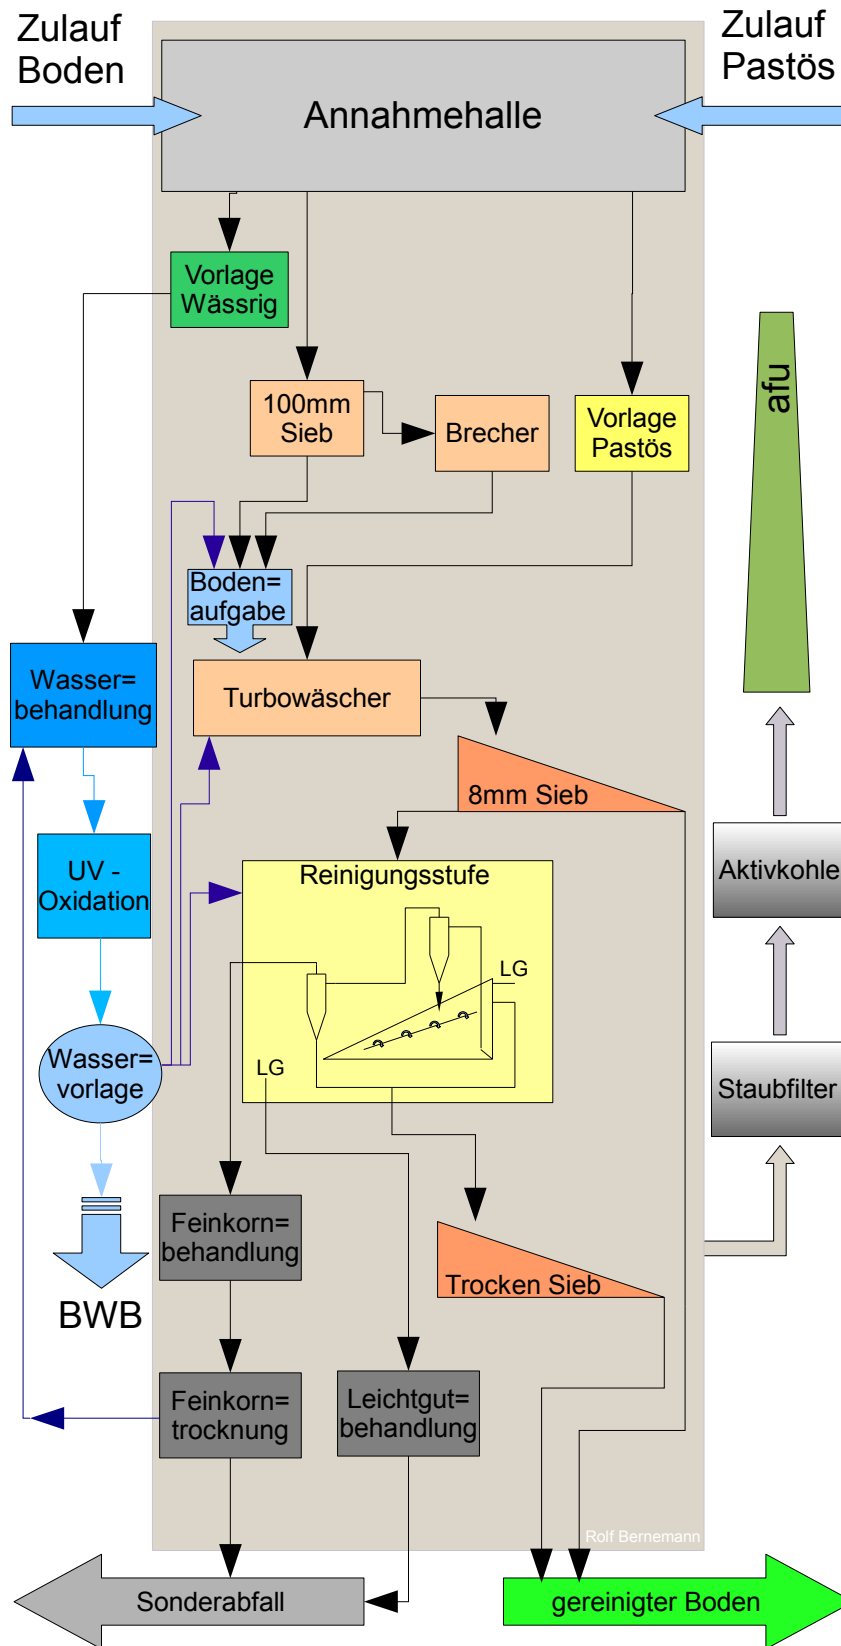 Zulauf
Boden
Zulauf
Pastös
Annahmehalle
Vorlage
Wässrig
afu
100mm
Sieb
Brecher
Vorlage
Pastös
Boden=
aufgabe
Wasser=
behandlung
Turbowäscher
8mm Sieb
UV -
Oxidation
Reinigungsstufe
Aktivkohle
LG
Wasser=
vorlage
LG
Staubfilter
Feinkorn=
behandlung
Trocken Sieb
BWB
Feinkorn=
trocknung
Leichtgut=
behandlung
Rolf Bernemann
Sonderabfall
gereinigter Boden